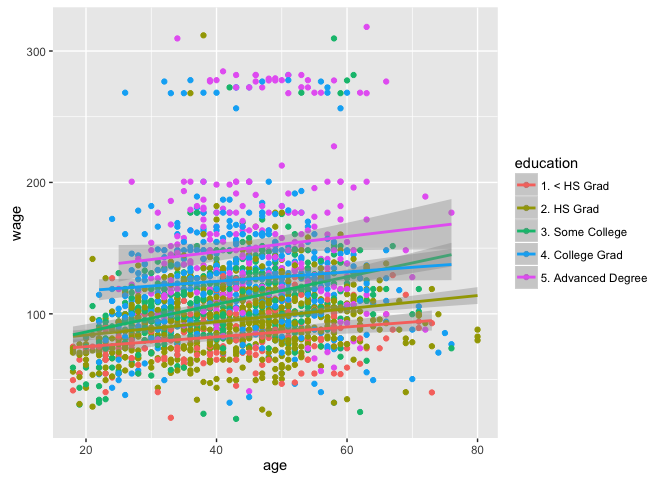 300
200
100
wage
20
40
60
80
age
education
1. < HS Grad
2. HS Grad
3. Some College
4. College Grad
5. Advanced Degree